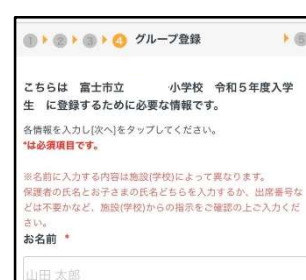 ① ② ③ ④ グループ登録 ⑤
こちらは 富士市立 小学校 令和5年度入学
生 に登録するために必要な情報です。
各情報を入力し[次へ]をタップしてください。
*は必須項目です。
※名前に入力する内容は施設(学校)によって異なります。
保護者の氏名とお子さまの氏名どちらを入力するか、出席番号な
どは不要かなど、施設(学校)からの指示をご確認の上ご入力くだ
さい。
お名前 *
山田 太郎